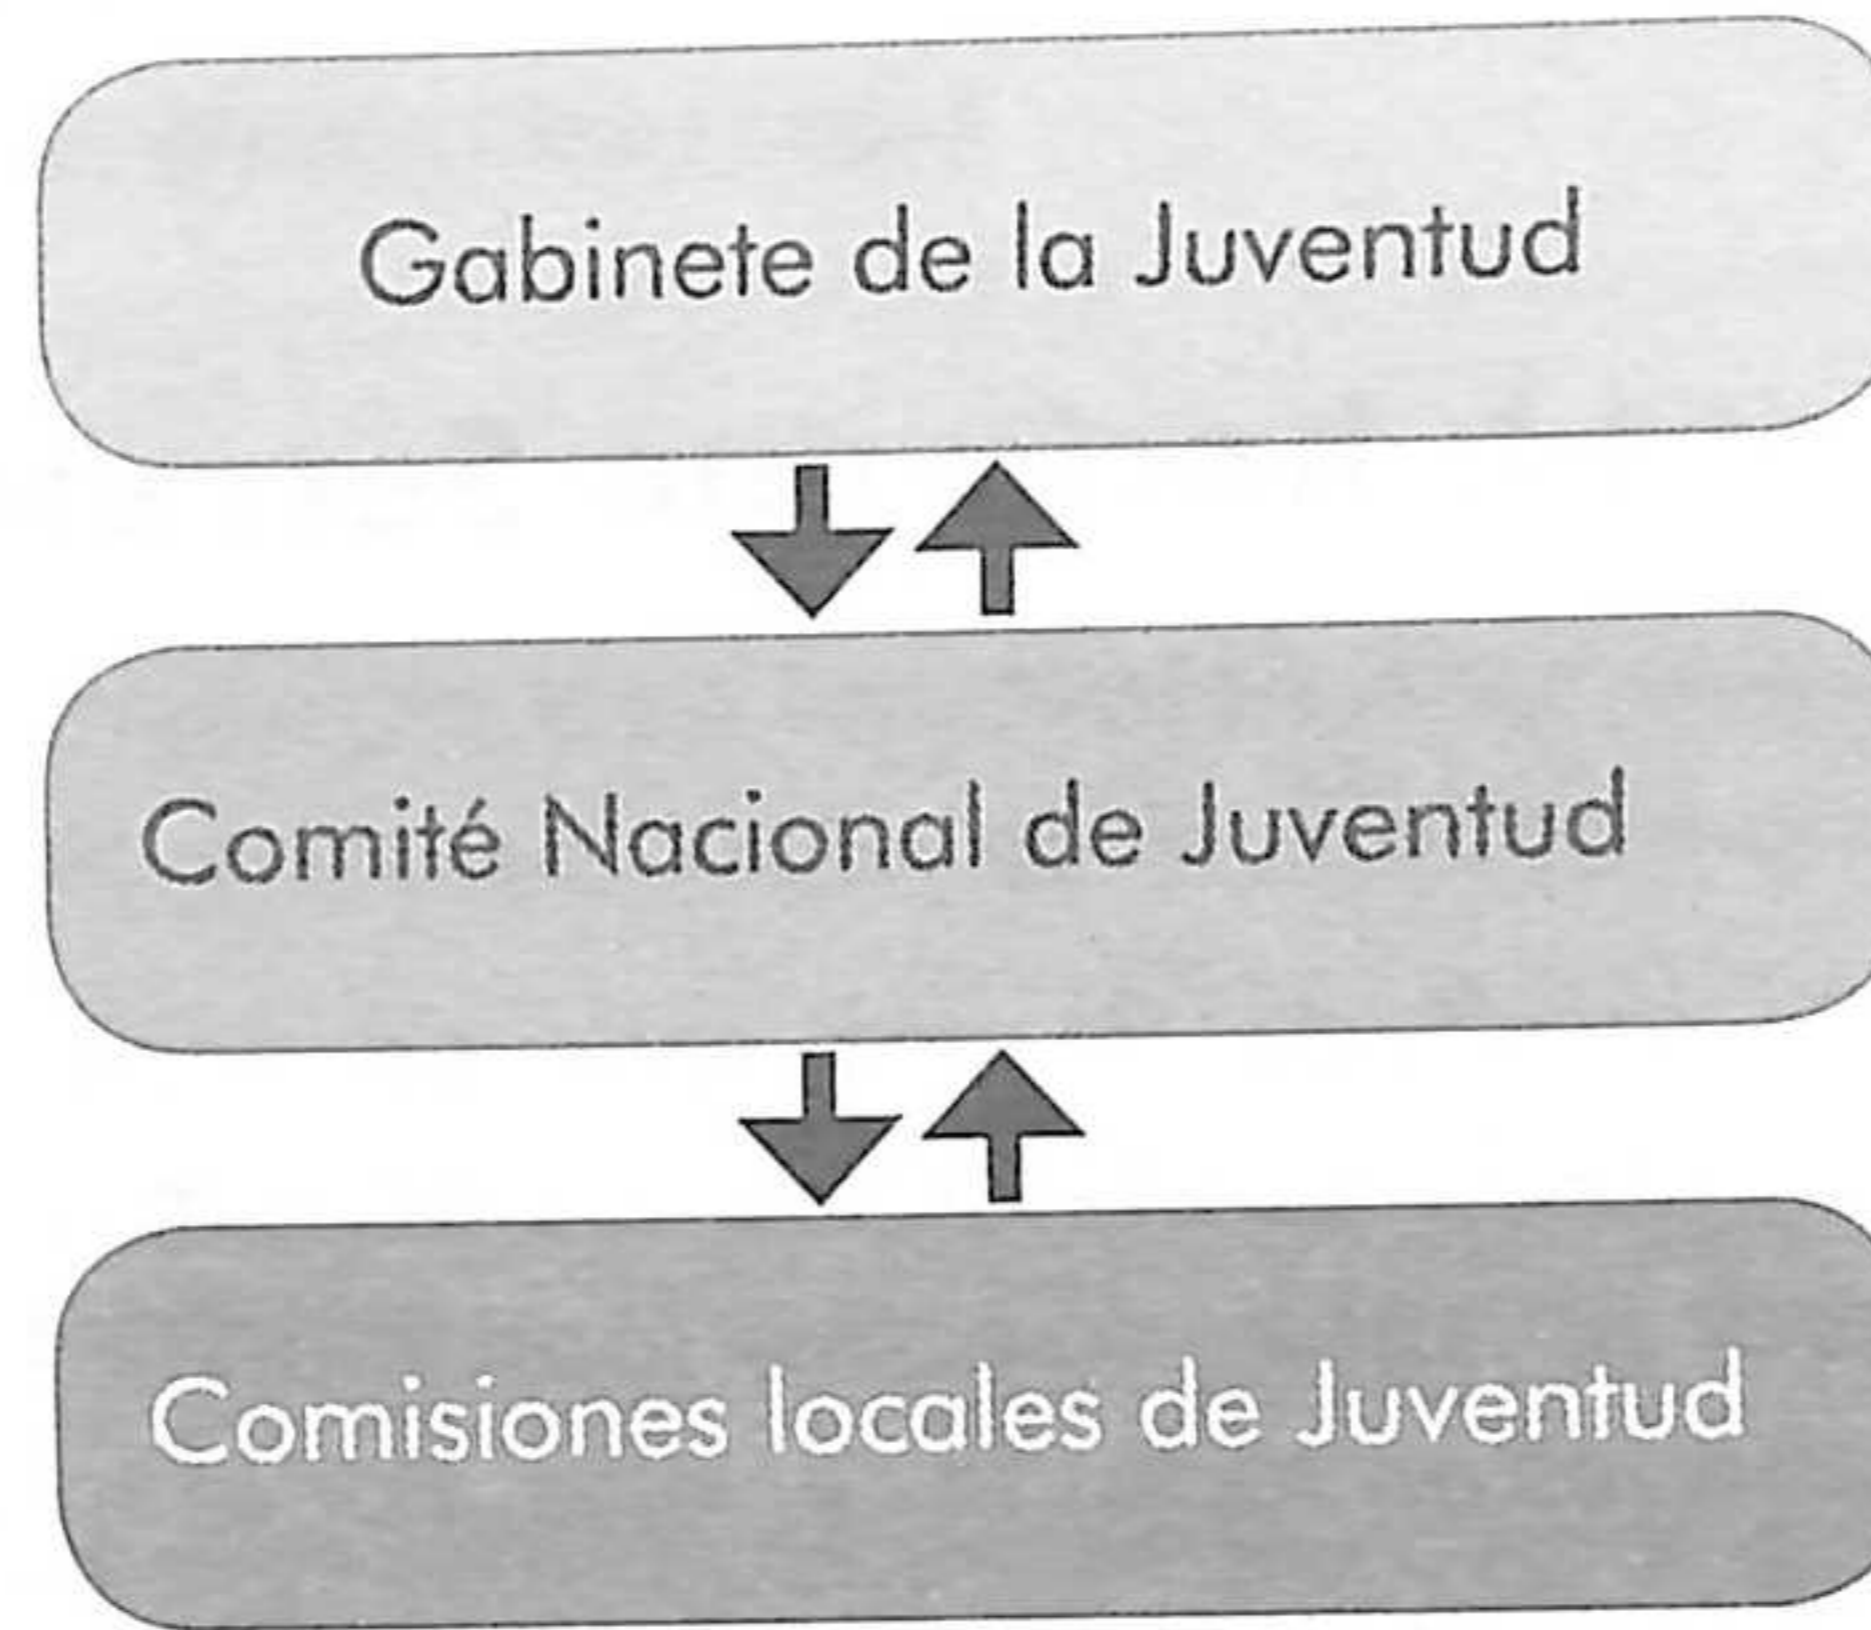 Gabinete de la Juventud
Comité Nacional de Juventud
Comisiones locales de Juventud